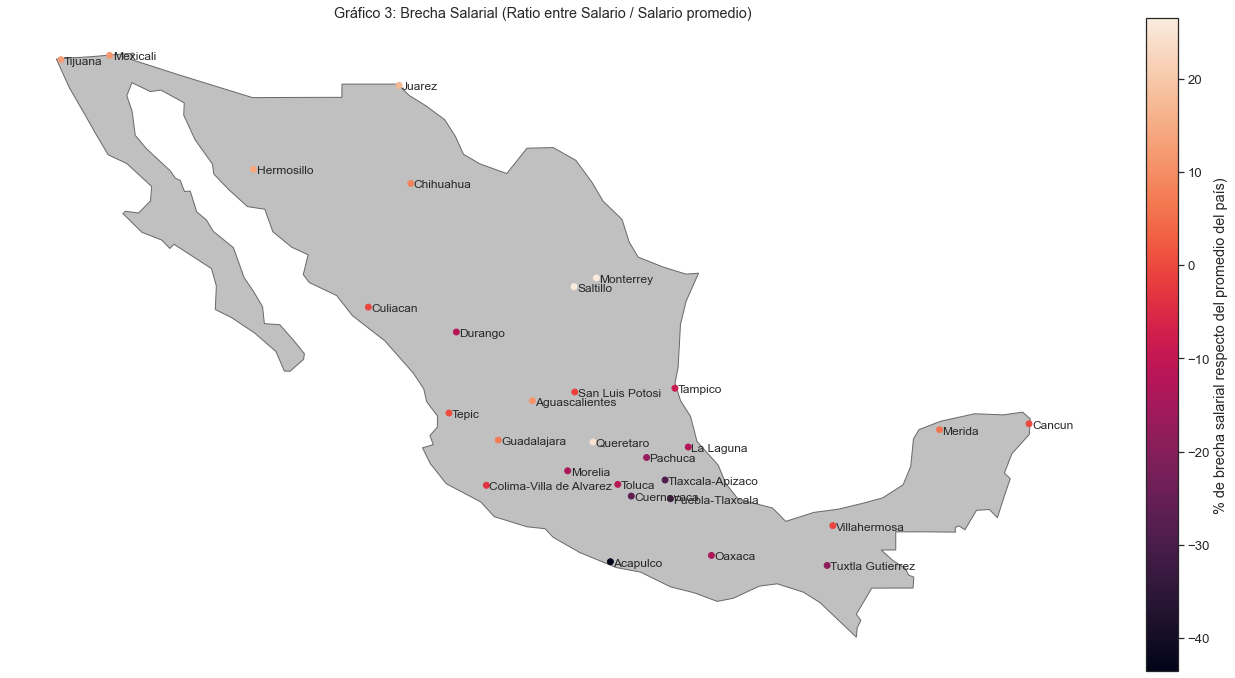 Gráfico 3: Brecha Salarial (Ratio entre Salario / Salario promedio)
Tijuana
Mexicali
Juarez
Hermosillo
Chihuahua
Monterrey
Saltillo
Culiacan
Durango
San Luis Potosi
Tampico
Aguascalientes
Tepic
Merida
Cancun
Guadalajara
Queretaro
La Laguna
Pachuca
Morelia
Tlaxcala-Apizaco
Colima-Villa de Alvarez
Toluca
Cuernavaca
Puebla-Tlaxcala
Villahermosa
Acapulco
Oaxaca
Tuxtla Gutierrez
20
10
0
−10
−20
−30
−40
% de brecha salarial respecto del promedio del país)